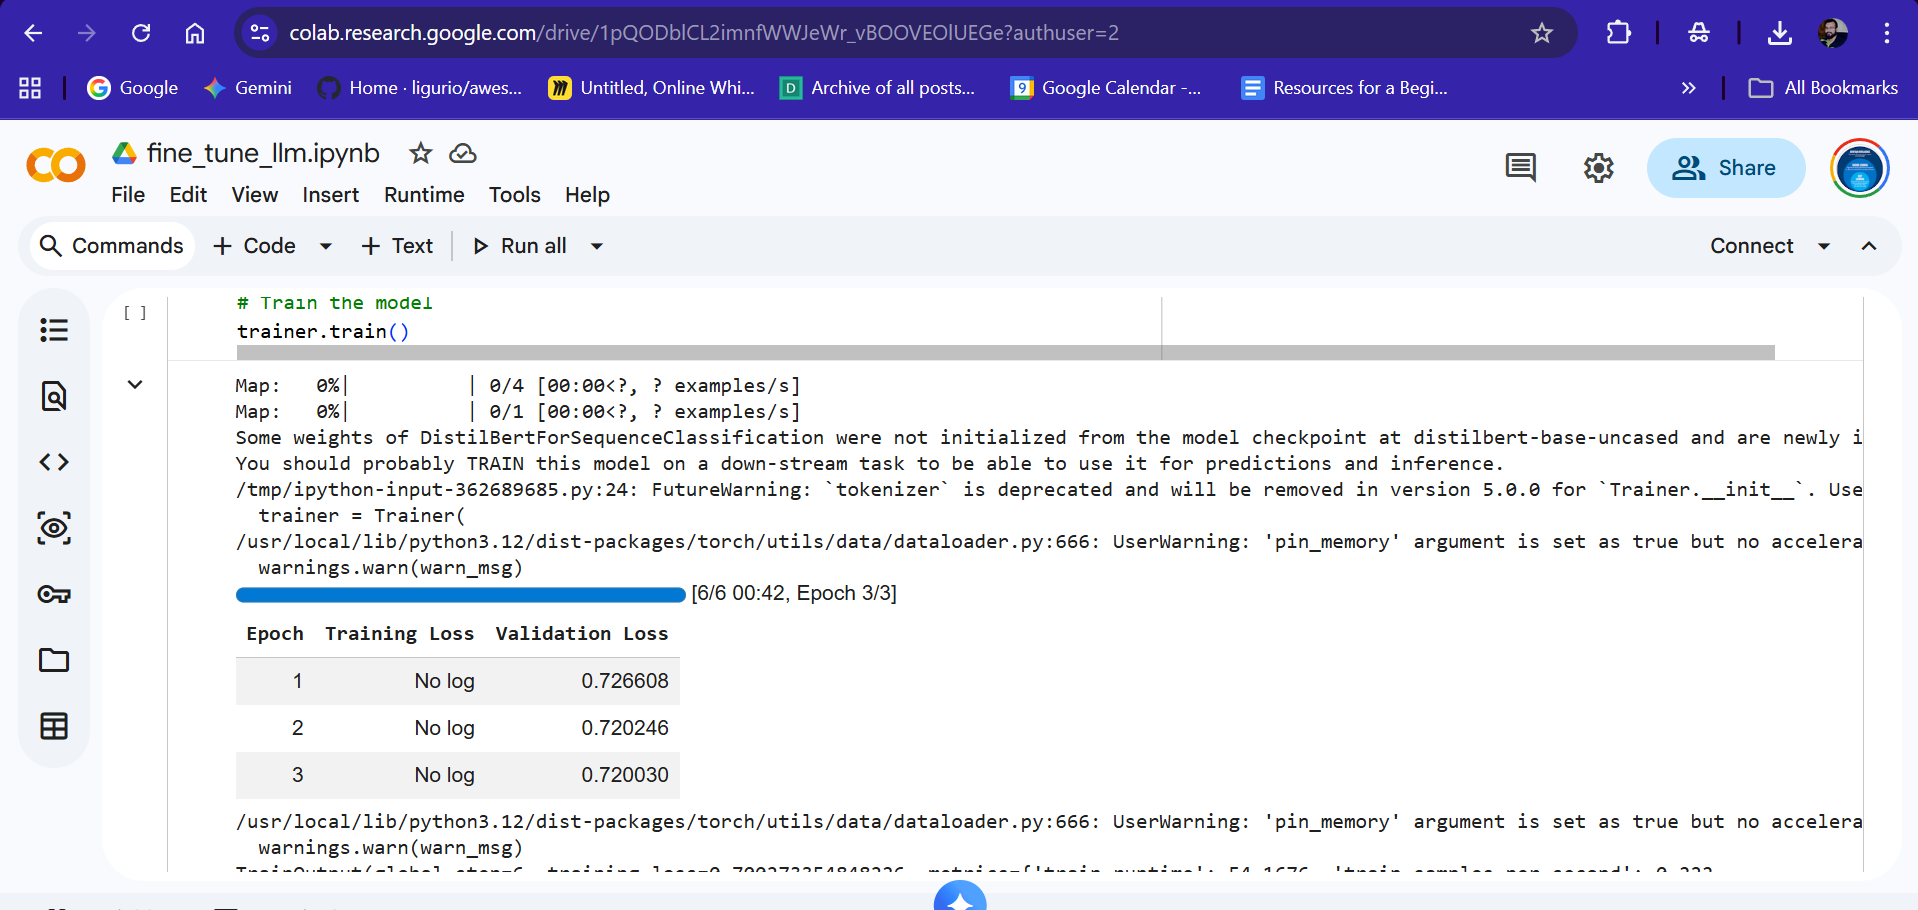 colab.research.google.com/drive/1pQODblCL2imnfWWJeWr_vBOOVEOlUEGe?authuser=2
Google
Gemini
Home · ligurio/awes...
Untitled, Online Whi...
D
Archive of all posts...
9
Google Calendar -...
Resources for a Begi...
All Bookmarks
fine_tune_llm.ipynb
File Edit View Insert Runtime Tools Help
Share
Commands + Code + Text Run all
Connect
[ ]
# Train the model
trainer.train()
Map: 0%| | 0/4 [00:00<?, ? examples/s]
Map: 0%| | 0/1 [00:00<?, ? examples/s]
Some weights of DistilBertForSequenceClassification were not initialized from the model checkpoint at distilbert-base-uncased and are newly i
You should probably TRAIN this model on a down-stream task to be able to use it for predictions and inference.
/tmp/ipython-input-362689685.py:24: FutureWarning: `tokenizer` is deprecated and will be removed in version 5.0.0 for `Trainer.__init__`. Use
trainer = Trainer(
/usr/local/lib/python3.12/dist-packages/torch/utils/data/dataloader.py:666: UserWarning: 'pin_memory' argument is set as true but no accelera
warnings.warn(warn_msg)
[6/6 00:42, Epoch 3/3]
Epoch Training Loss Validation Loss
1 No log 0.726608
2 No log 0.720246
3 No log 0.720030
/usr/local/lib/python3.12/dist-packages/torch/utils/data/dataloader.py:666: UserWarning: 'pin_memory' argument is set as true but no accelera
warnings.warn(warn_msg)